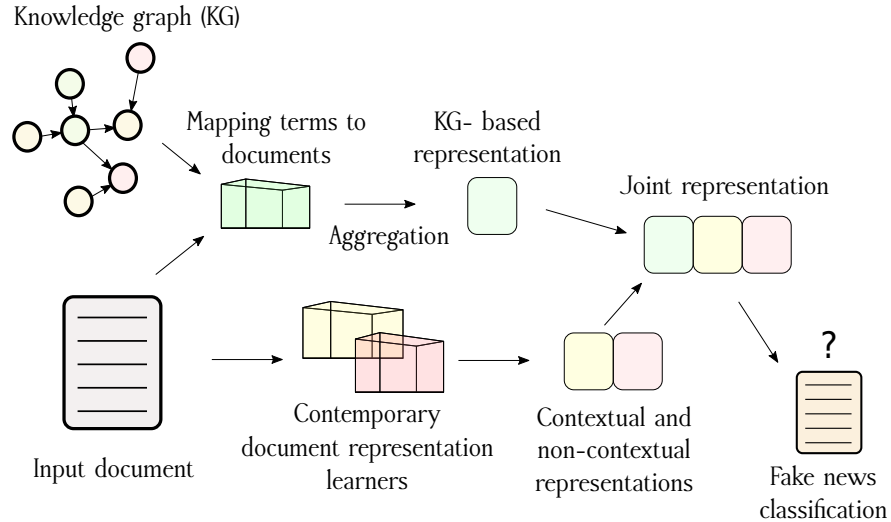 Knowledge graph (KG)
Mapping terms to
documents
KG- based
representation
Aggregation
Joint representation
Input document
Contemporary
document representation
learners
Contextual and
non-contextual
representations
?
Fake news
classification